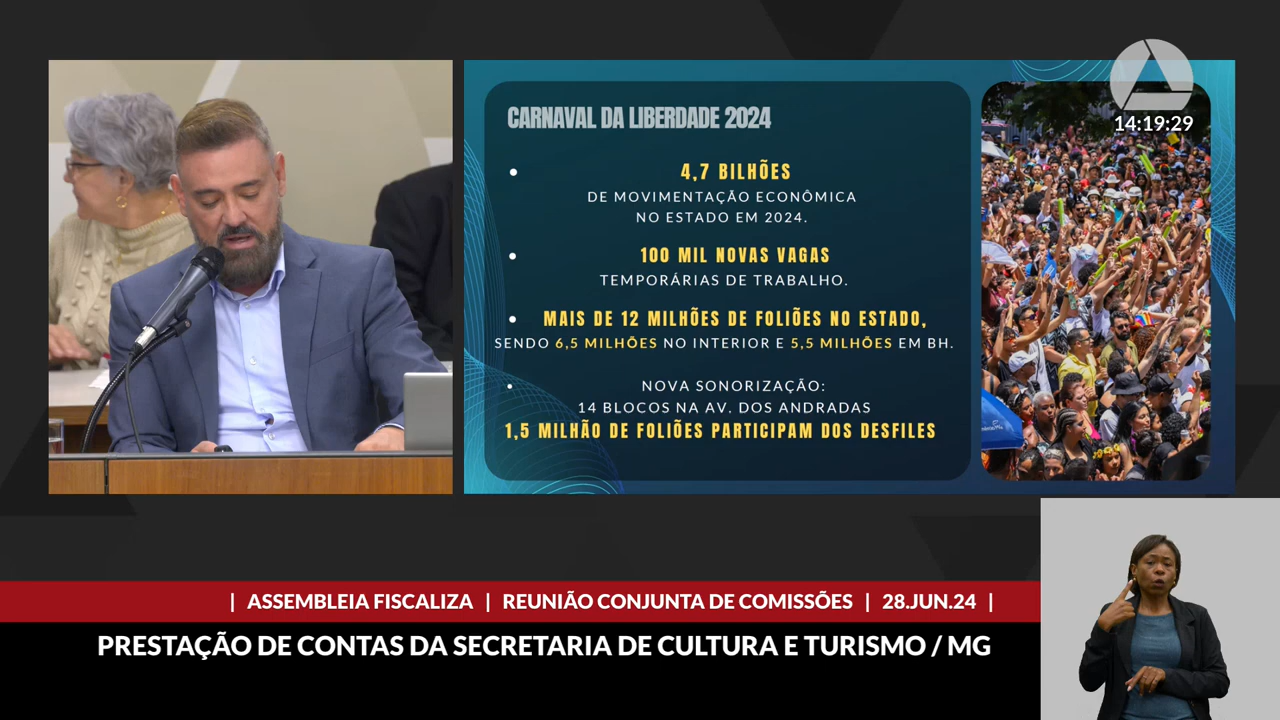 14:19:29
CARNAVAL DA LIBERDADE 2024
• 4,7 BILHÕES
DE MOVIMENTAÇÃO ECONÔMICA
NO ESTADO EM 2024.
• 100 MIL NOVAS VAGAS
TEMPORÁRIAS DE TRABALHO.
• MAIS DE 12 MILHÕES DE FOLIÕES NO ESTADO,
SENDO 6,5 MILHÕES NO INTERIOR E 5,5 MILHÕES EM BH.
• NOVA SONORIZAÇÃO:
14 BLOCOS NA AV. DOS ANDRADAS
1,5 MILHÃO DE FOLIÕES PARTICIPAM DOS DESFILES
| ASSEMBLEIA FISCALIZA | REUNIÃO CONJUNTA DE COMISSÕES | 28.JUN.24 |
PRESTAÇÃO DE CONTAS DA SECRETARIA DE CULTURA E TURISMO / MG